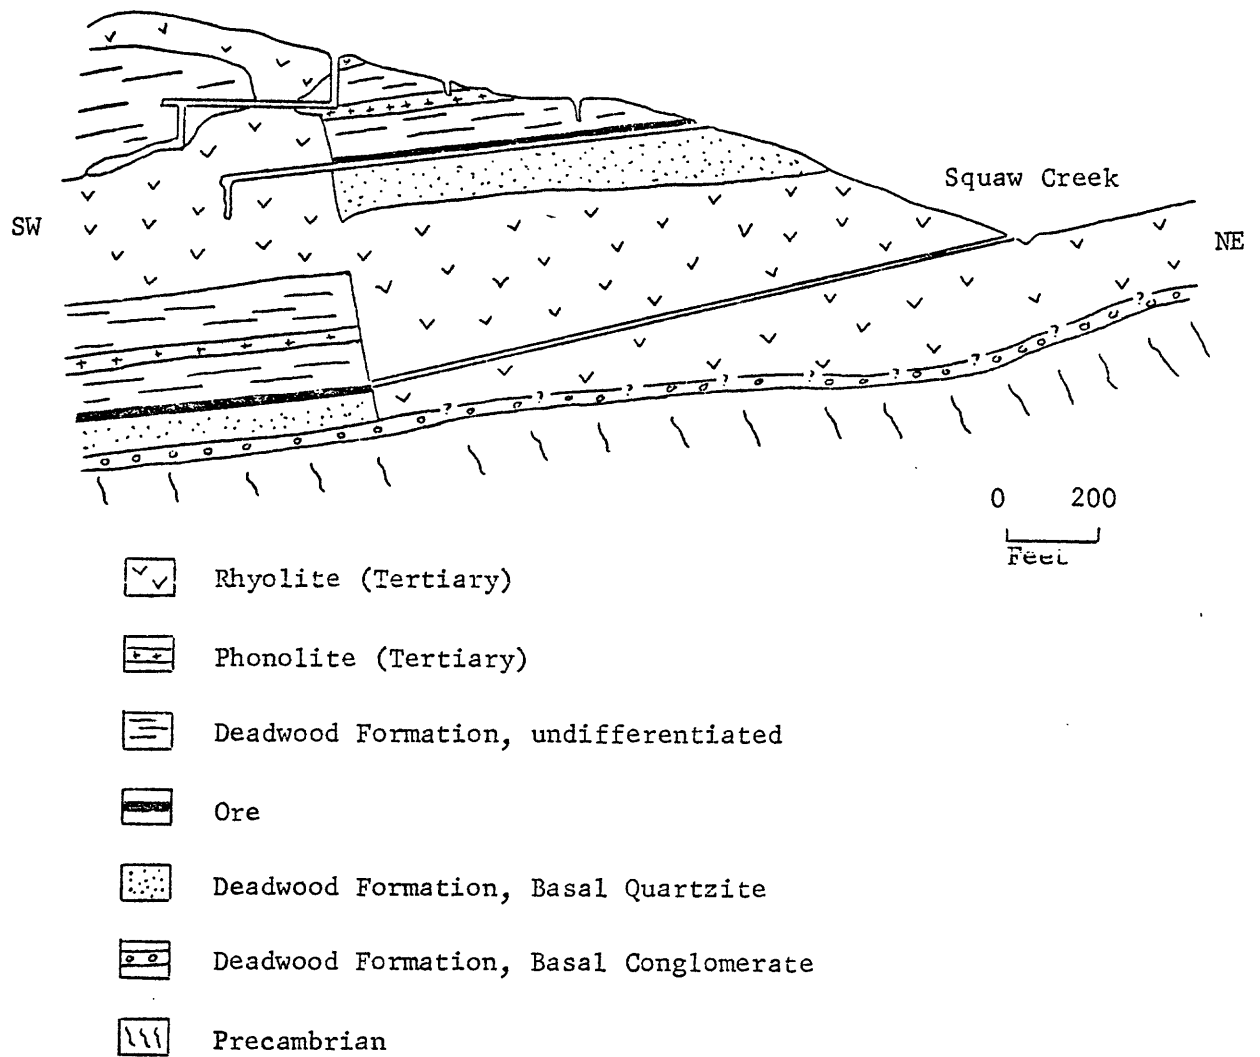 Squaw Creek
SW
NE
0 200
Feet
Rhyolite (Tertiary)
Phonolite (Tertiary)
Deadwood Formation, undifferentiated
Ore
Deadwood Formation, Basal Quartzite
Deadwood Formation, Basal Conglomerate
Precambrian